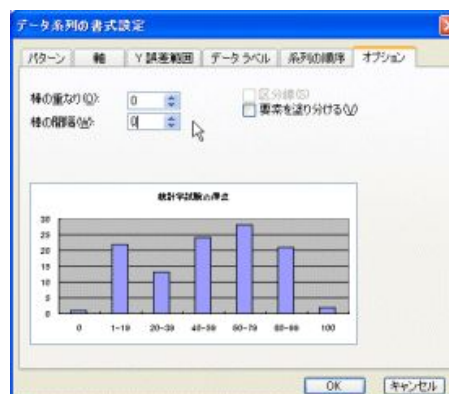 データ系列の書式設定
パターン 軸 Y 誤差範囲 データ ラベル 系列の順序 オプション
棒の重なり(O): 0 区分線(S)
棒の間隔(W): 0 要素を塗り分ける(V)
統計学試験の得点
30
25
20
15
10
5
0
0 1-19 20-39 40-59 60-79 80-99 100
OK キャンセル